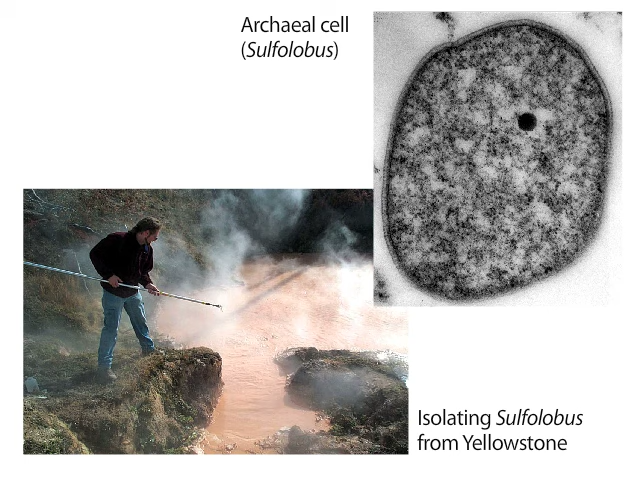 Archaeal cell
(Sulfolobus)
Isolating Sulfolobus
from Yellowstone